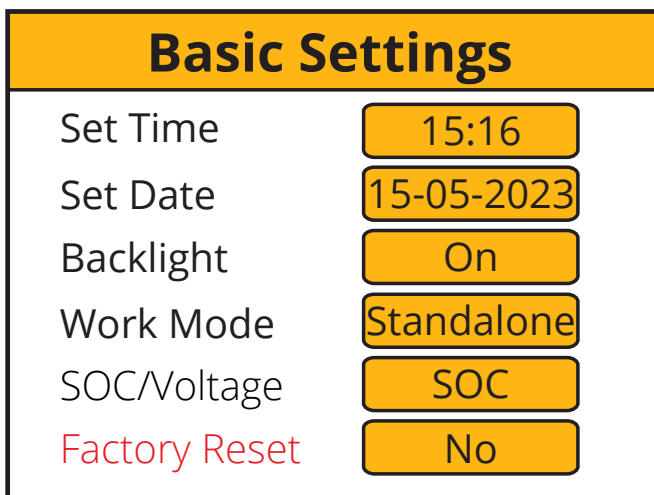 Basic Settings
Set Time 15:16
Set Date 15-05-2023
Backlight On
Work Mode Standalone
SOC/Voltage SOC
Factory Reset No